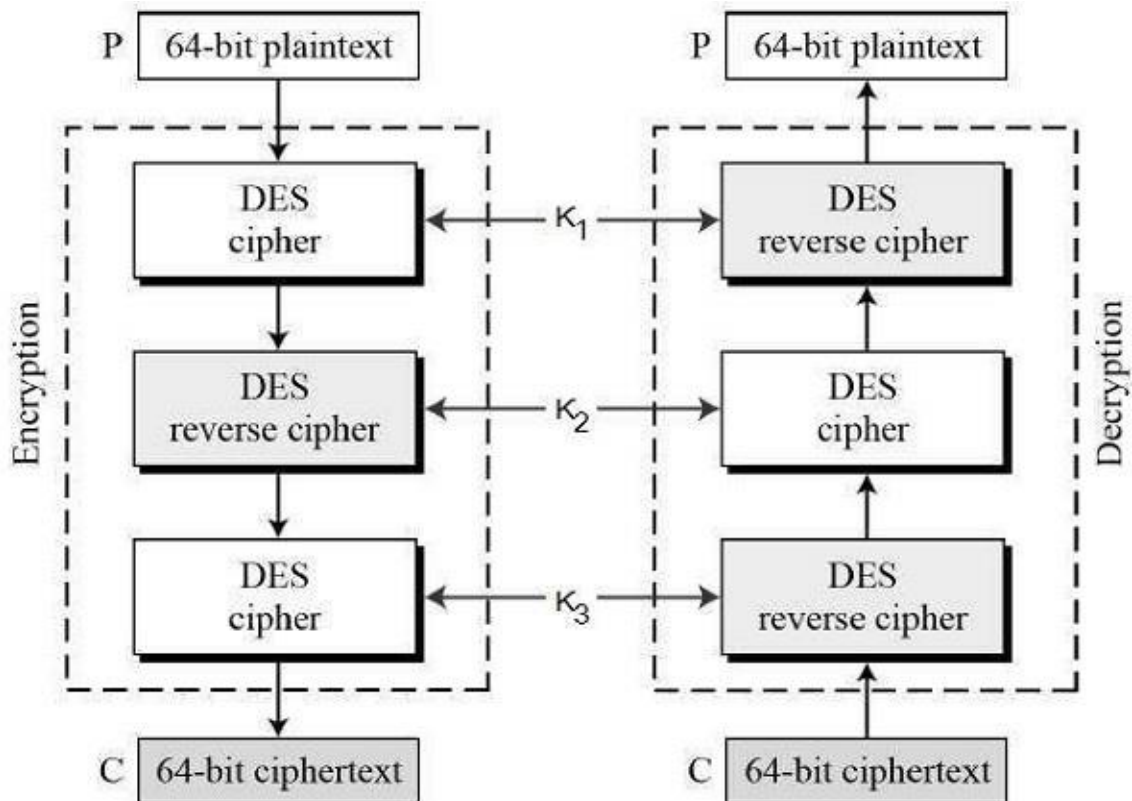 P 64-bit plaintext
P 64-bit plaintext
DES
cipher
K1
DES
reverse cipher
Encryption
DES
reverse cipher
K2
DES
cipher
Decryption
DES
cipher
K3
DES
reverse cipher
C 64-bit ciphertext
C 64-bit ciphertext